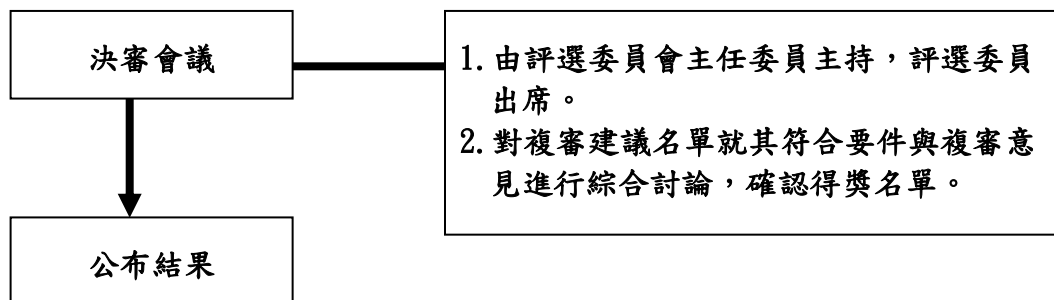 決審會議
1. 由評選委員會主任委員主持，評選委員
出席。
2. 對複審建議名單就其符合要件與複審意
見進行綜合討論，確認得獎名單。
公布結果